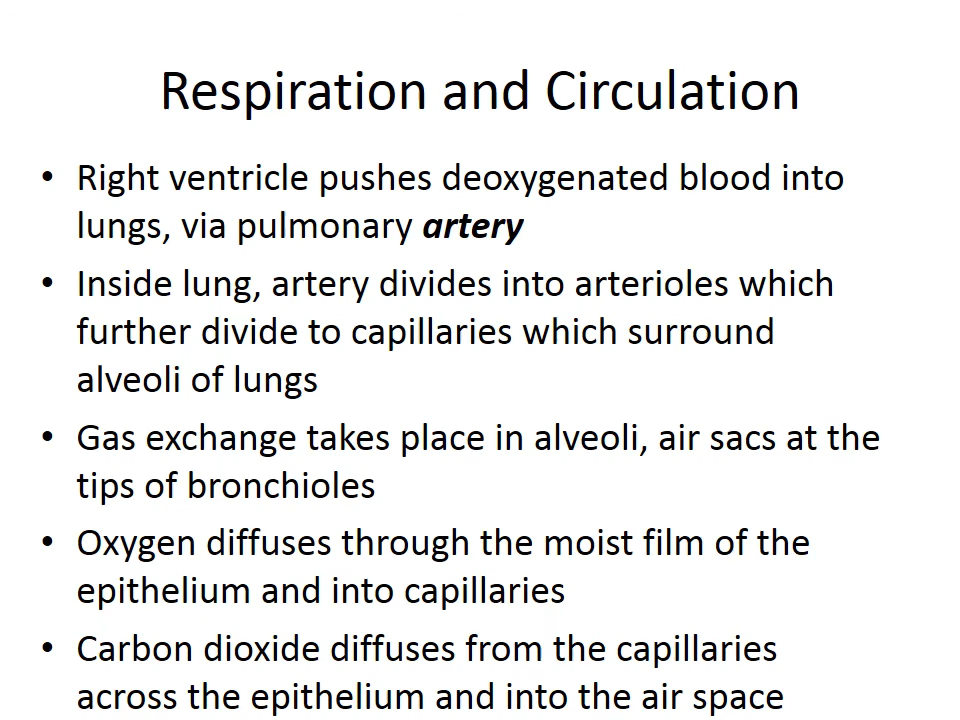 Respiration and Circulation
• Right ventricle pushes deoxygenated blood into
lungs, via pulmonary artery
• Inside lung, artery divides into arterioles which
further divide to capillaries which surround
alveoli of lungs
• Gas exchange takes place in alveoli, air sacs at the
tips of bronchioles
• Oxygen diffuses through the moist film of the
epithelium and into capillaries
• Carbon dioxide diffuses from the capillaries
across the epithelium and into the air space